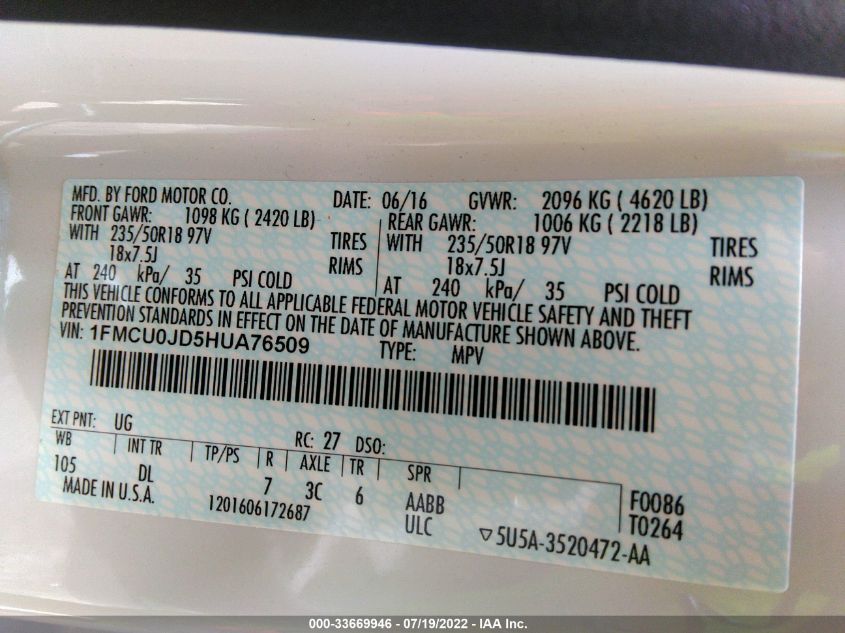 MFD. BY FORD MOTOR CO. DATE: 06/16 GVWR: 2096 KG ( 4620 LB)
FRONT GAWR: 1098 KG ( 2420 LB) REAR GAWR: 1006 KG ( 2218 LB)
WITH 235/50R18 97V TIRES WITH 235/50R18 97V TIRES
18x7.5J RIMS 18x7.5J RIMS
AT 240 kPa/ 35 PSI COLD AT 240 kPa/ 35 PSI COLD
THIS VEHICLE CONFORMS TO ALL APPLICABLE FEDERAL MOTOR VEHICLE SAFETY AND THEFT
PREVENTION STANDARDS IN EFFECT ON THE DATE OF MANUFACTURE SHOWN ABOVE.
VIN: 1FMCU0JD5HUA76509 TYPE: MPV
EXT PNT: UG RC: 27 DSO:
WB INT TR TP/PS R AXLE TR SPR
105 DL 7 3C 6 AABB F0086
MADE IN U.S.A. 1201606172687 ULC T0264
▽5U5A-3520472-AA
000-33669946 - 07/19/2022 - IAA Inc.